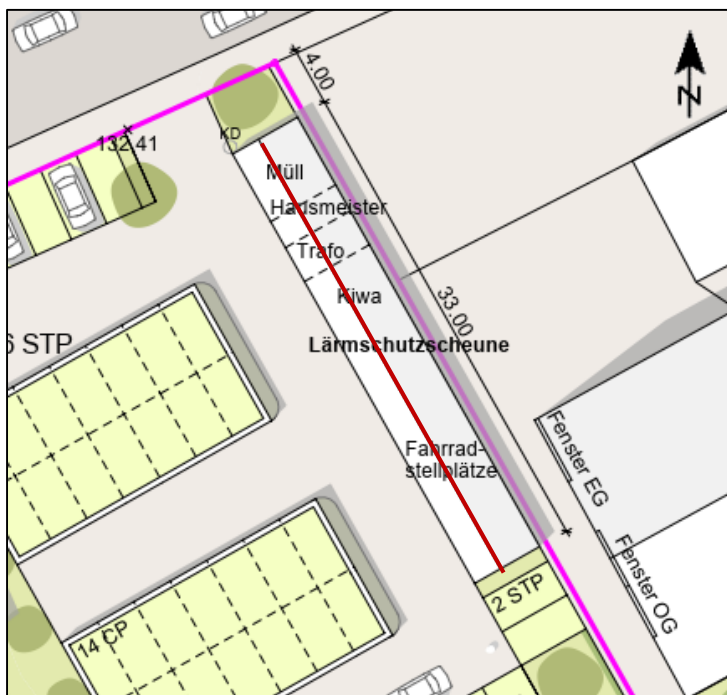 4.00
N
KD
132.41
Müll
Hausmeister
Trafo
Kiwa
33.00
6 STP
Lärmschutzscheune
Fahrrad-
stellplätze
Fenster EG
Fenster OG
2 STP
14 CP